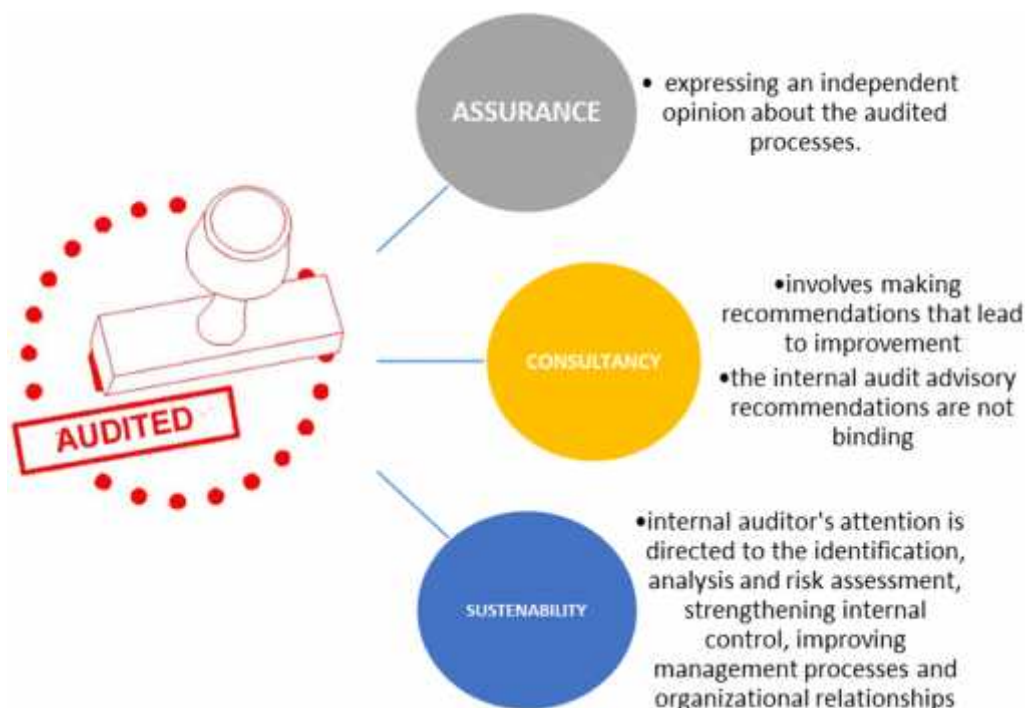 ASSURANCE
• expressing an independent
opinion about the audited
processes.
AUDITED
CONSULTANCY
•involves making
recommendations that lead
to improvement
•the internal audit advisory
recommendations are not
binding
SUSTENABILITY
•internal auditor's attention is
directed to the identification,
analysis and risk assessment,
strengthening internal
control, improving
management processes and
organizational relationships